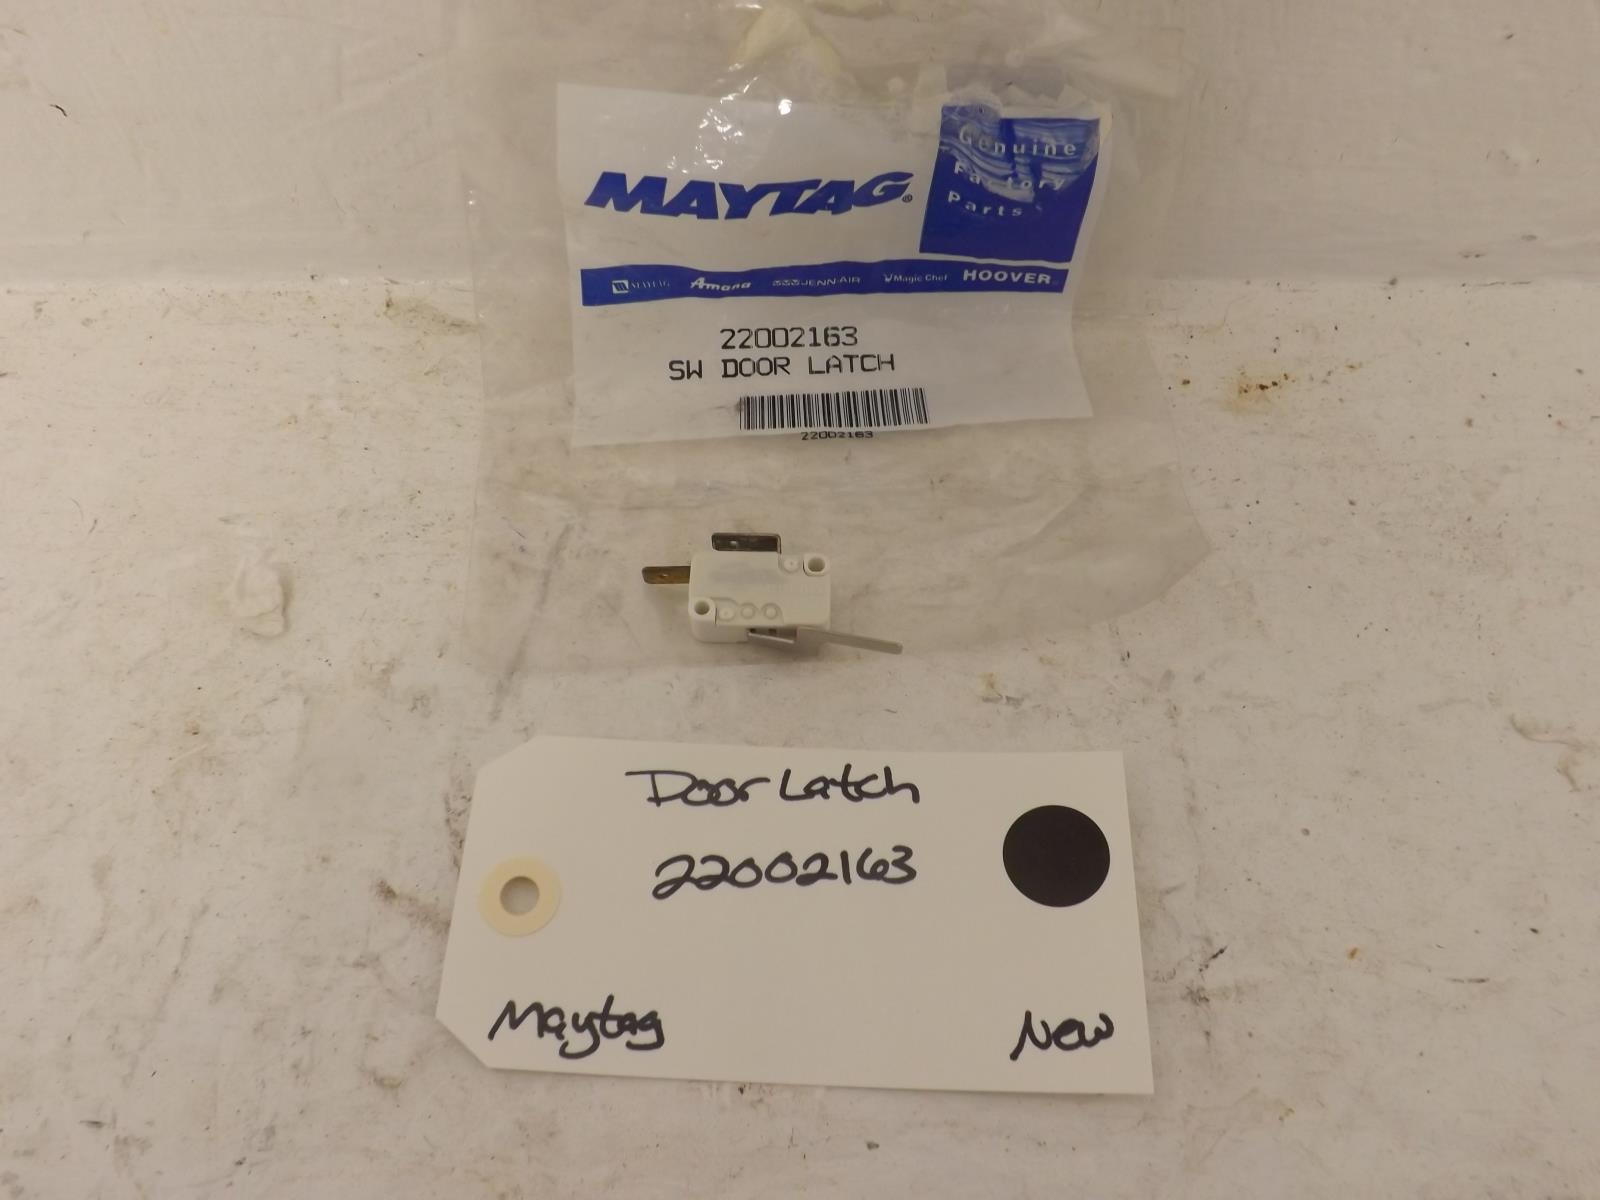 Genuine
Factory
Parts
MAYTAG®
MAYTAG Amana JENN-AIR Magic Chef HOOVER
22002163
SW DOOR LATCH
22002163
Door Latch
22002163
Maytag
New